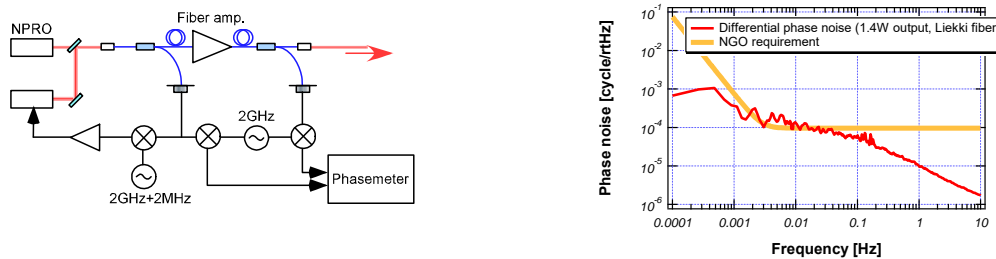 NPRO
Fiber amp.
2GHz
2GHz+2MHz
Phasemeter
Phase noise [cycle/rtHz]
10-1
10-2
10-3
10-4
10-5
10-6
Differential phase noise (1.4W output, Liekki fiber
NGO requirement
0.0001
0.001
0.01
0.1
1
10
Frequency [Hz]